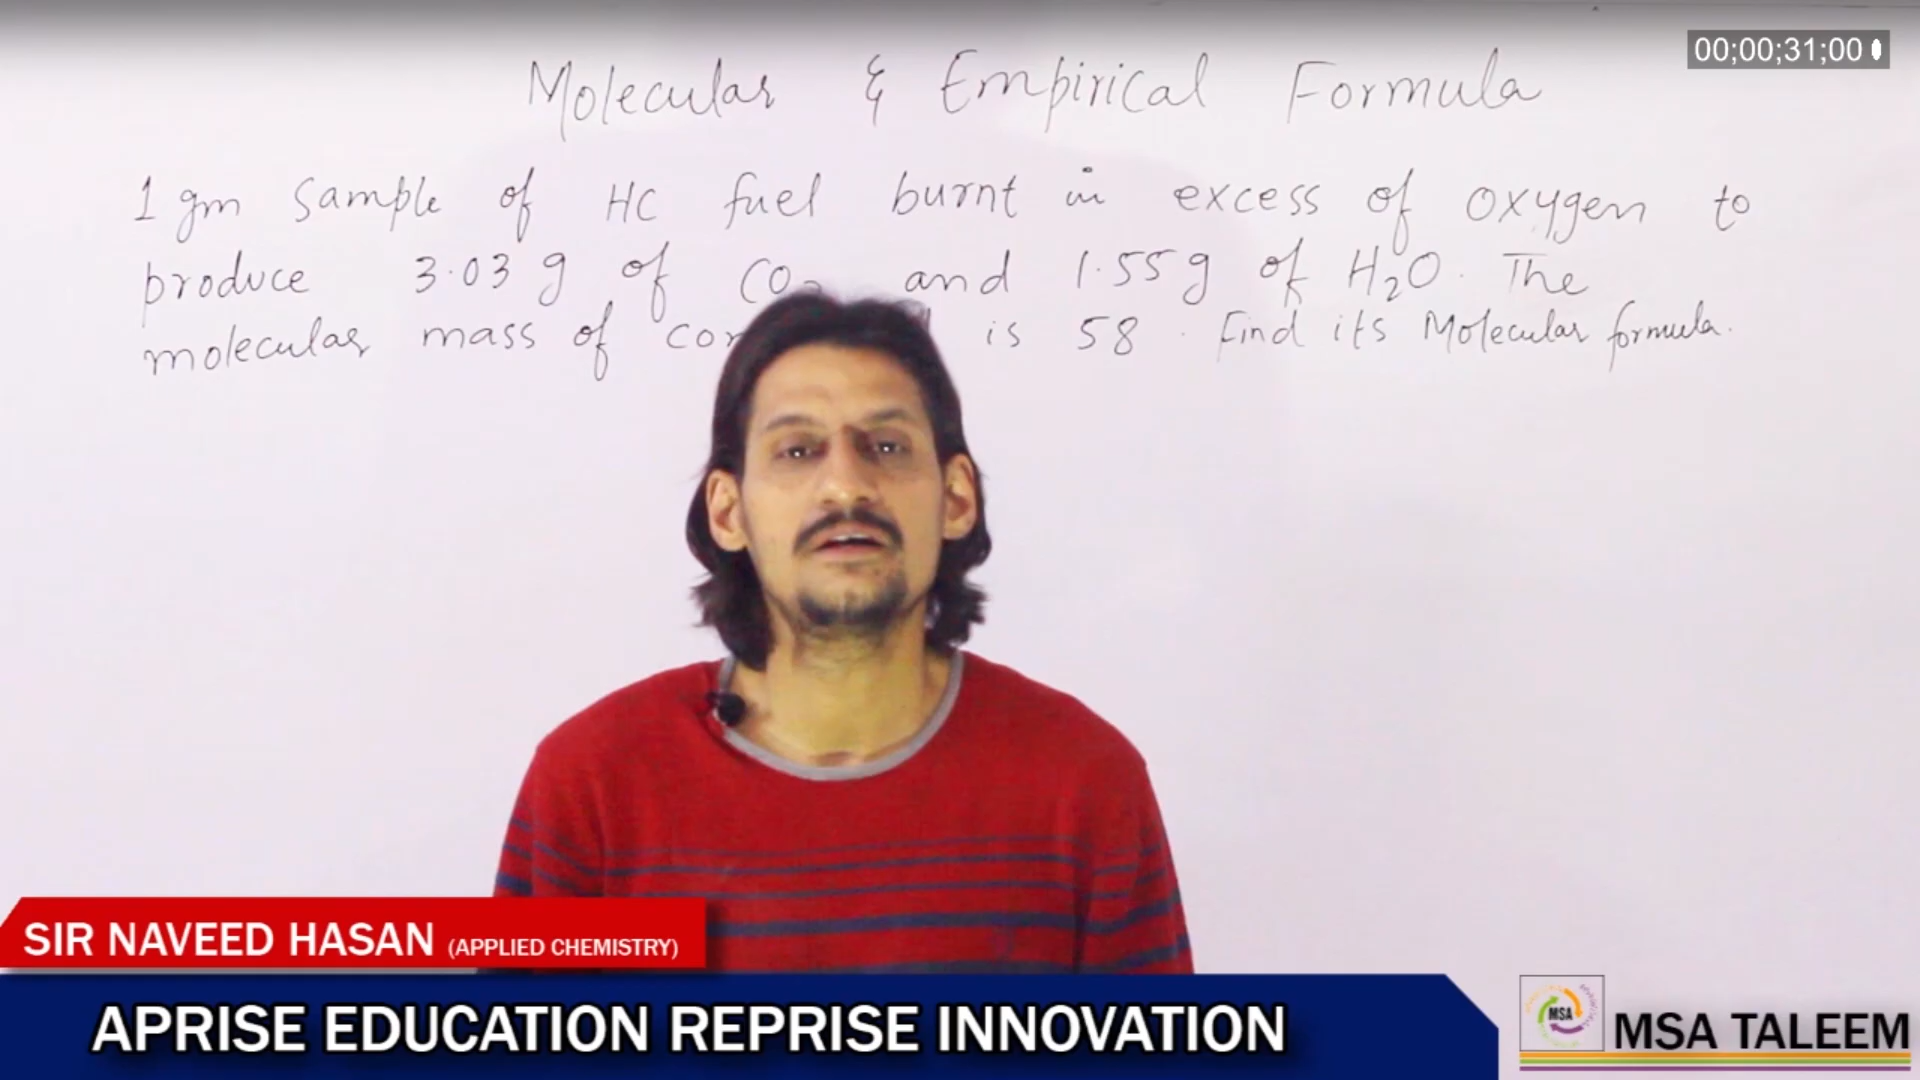 00;00;31;00
Molecular & Empirical Formula
1 gm sample of HC fuel burnt in excess of oxygen to
produce 3.03 g of CO2 and 1.55g of H2O. The
molecular mass of is 58. Find its Molecular formula.
SIR NAVEED HASAN (APPLIED CHEMISTRY)
APRISE EDUCATION REPRISE INNOVATION
MSA
MSA TALEEM